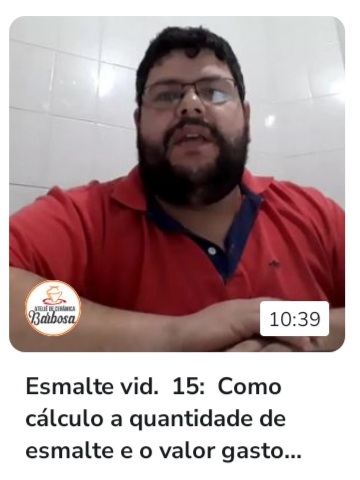 ATELIÊ DE CERÂMICA
Barbosa
10:39
Esmalte vid.  15:  Como
cálculo a quantidade de
esmalte e o valor gasto...